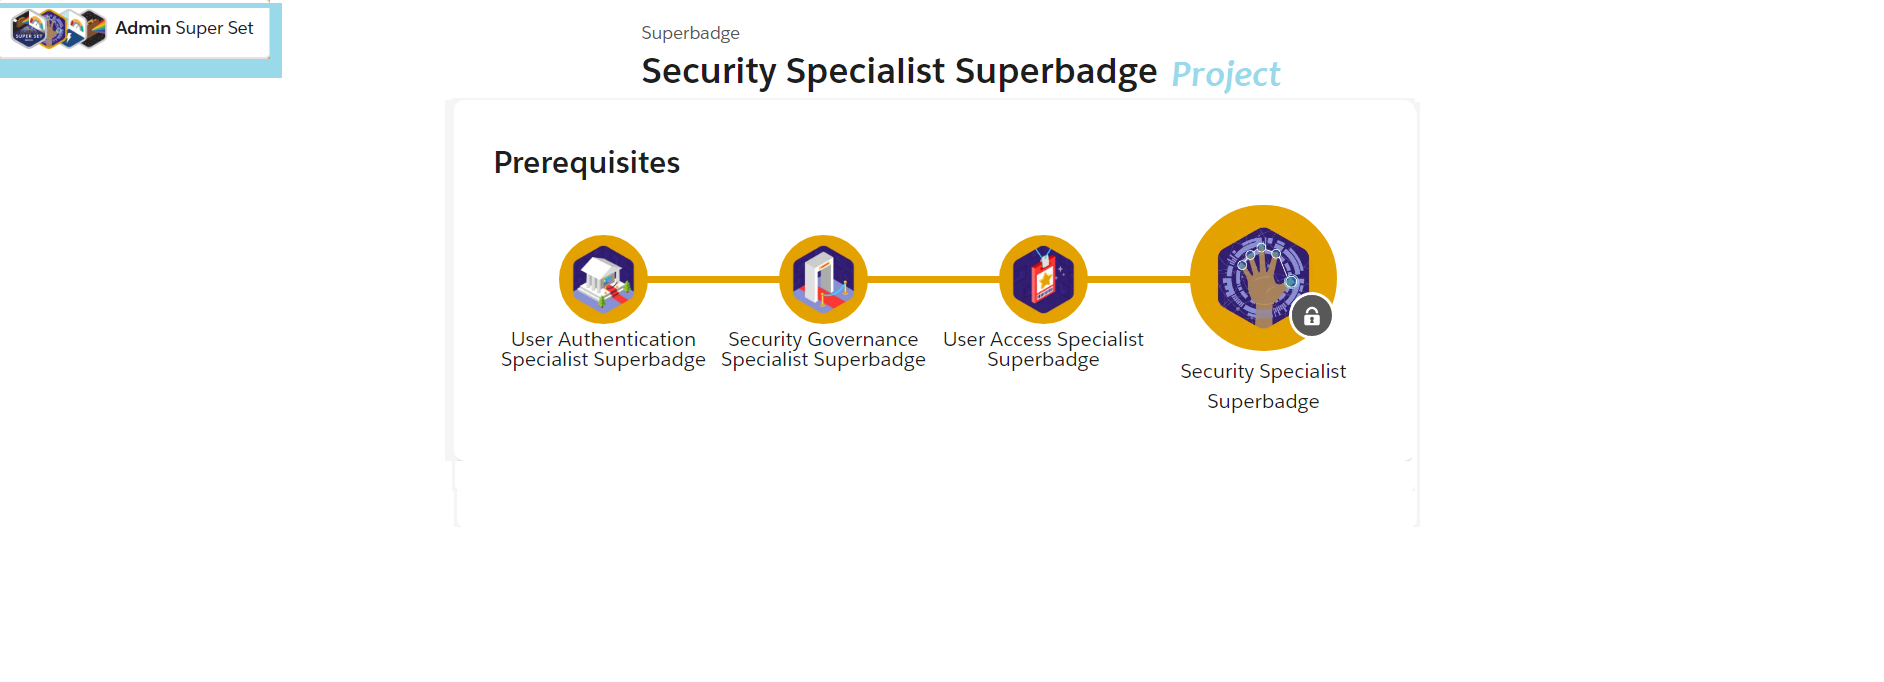 Admin Super Set
SUPER SET
Superbadge
Security Specialist Superbadge Project
Prerequisites
User Authentication
Specialist Superbadge
Security Governance
Specialist Superbadge
User Access Specialist
Superbadge
Security Specialist
Superbadge